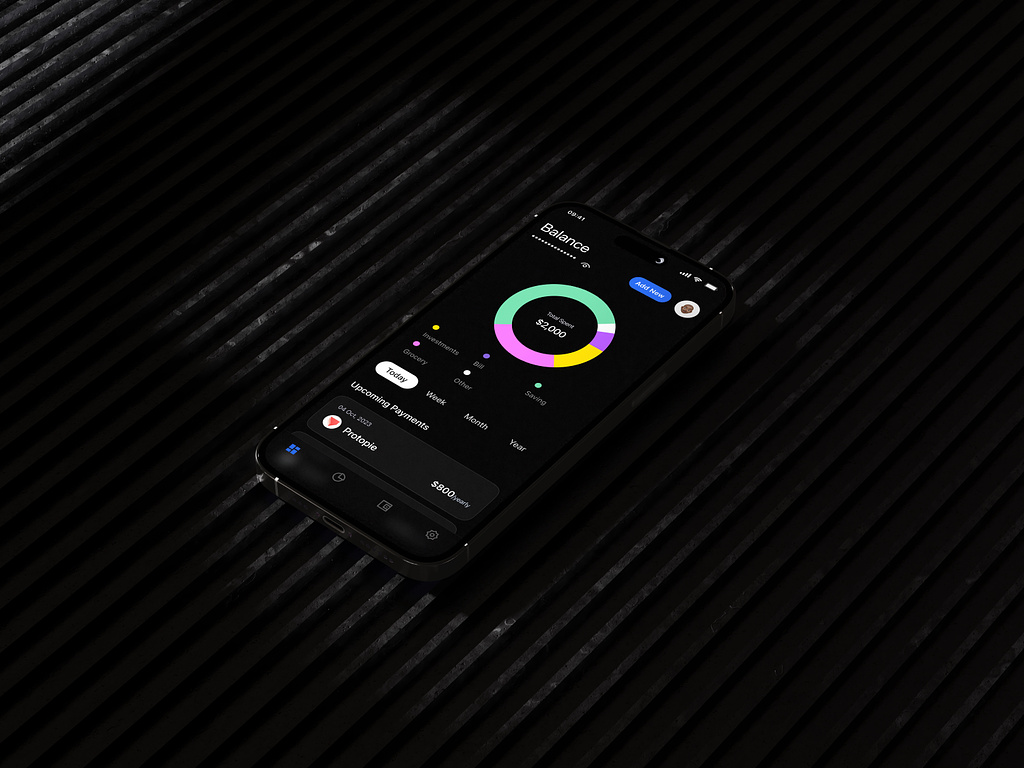 09:41
Balance
**************
Add New
Total Spent
$2,000
Investments
Bill
Grocery
Other
Saving
Today
Week
Month
Year
Upcoming Payments
04 Oct, 2023
Protopie
$800/yearly